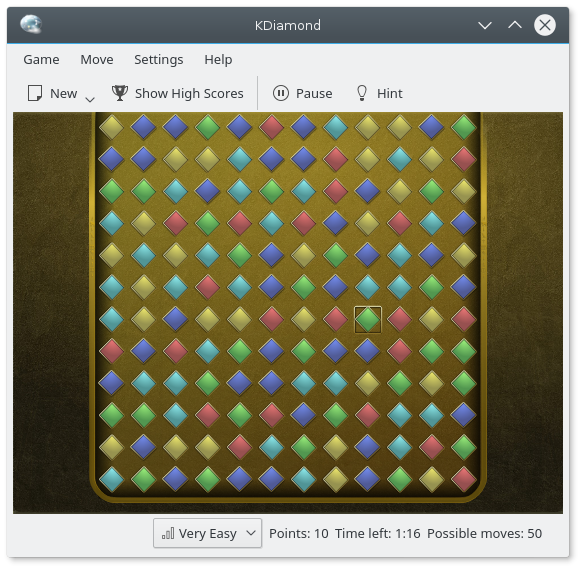 KDiamond
Game Move Settings Help
New Show High Scores Pause Hint
Very Easy Points: 10 Time left: 1:16 Possible moves: 50